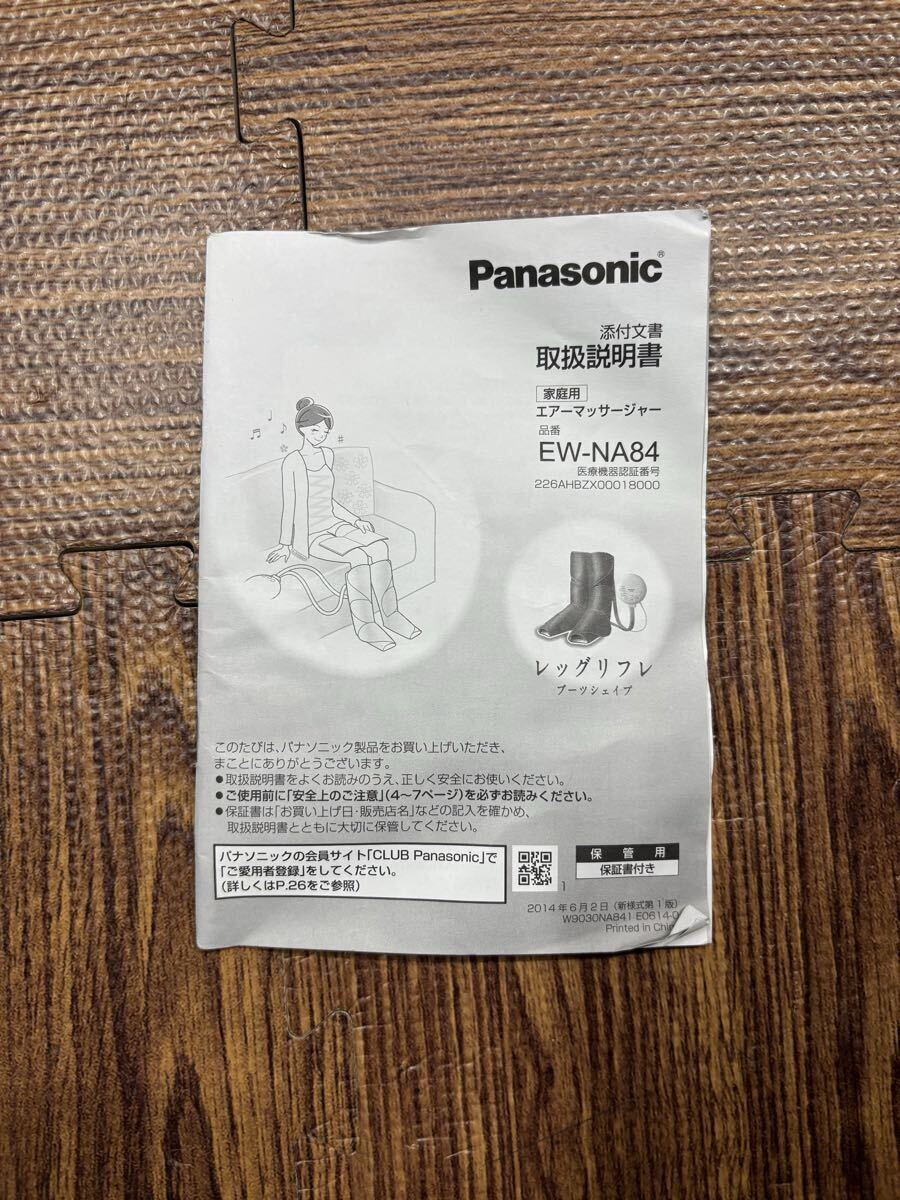 Panasonic®
添付文書
取扱説明書
家庭用
エアーマッサージャー
品番
EW-NA84
医療機器認証番号
226AHBZX00018000
レッグリフレ
ブーツシェイプ
このたびは、パナソニック製品をお買い上げいただき、
まことにありがとうございます。
●取扱説明書をよくお読みのうえ、正しく安全にお使いください。
●ご使用前に「安全上のご注意」(4〜7ページ)を必ずお読みください。
●保証書は「お買い上げ日・販売店名」などの記入を確かめ、
取扱説明書とともに大切に保管してください。
パナソニックの会員サイト「CLUB Panasonic」で
「ご愛用者登録」をしてください。
(詳しくはP.26をご参照)
1
保管用
保証書付き
2014年6月2日(新様式第1版)
W9030NA841 E0614-0
Printed in Chin